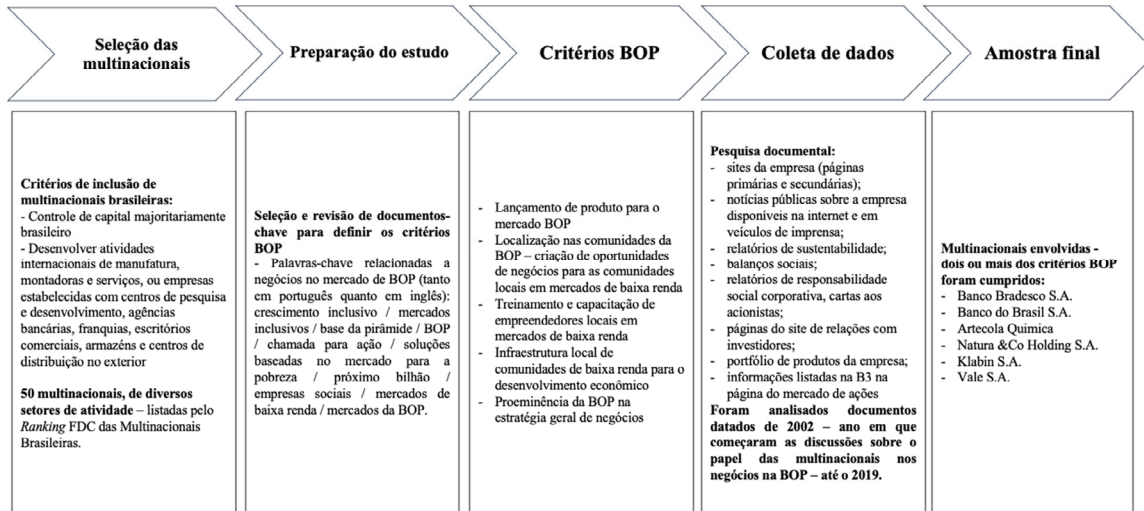 Seleção das
multinacionais
Preparação do estudo
Critérios BOP
Coleta de dados
Amostra final
Critérios de inclusão de
multinacionais brasileiras:
- Controle de capital majoritariamente
brasileiro
- Desenvolver atividades
internacionais de manufatura,
montadoras e serviços, ou empresas
estabelecidas com centros de pesquisa
e desenvolvimento, agências
bancárias, franquias, escritórios
comerciais, armazéns e centros de
distribuição no exterior
50 multinacionais, de diversos
setores de atividade – listadas pelo
Ranking FDC das Multinacionais
Brasileiras.
Seleção e revisão de documentos-
chave para definir os critérios
BOP
- Palavras-chave relacionadas a
negócios no mercado de BOP (tanto
em português quanto em inglês):
crescimento inclusivo / mercados
inclusivos / base da pirâmide / BOP
/ chamada para ação / soluções
baseadas no mercado para a
pobreza / próximo bilhão /
empresas sociais / mercados de
baixa renda / mercados da BOP.
- Lançamento de produto para o
mercado BOP
- Localização nas comunidades da
BOP – criação de oportunidades
de negócios para as comunidades
locais em mercados de baixa renda
- Treinamento e capacitação de
empreendedores locais em
mercados de baixa renda
- Infraestrutura local de
comunidades de baixa renda para o
desenvolvimento econômico
- Proeminência da BOP na
estratégia geral de negócios
Pesquisa documental:
- sites da empresa (páginas
primárias e secundárias);
- notícias públicas sobre a empresa
disponíveis na internet e em
veículos de imprensa;
- relatórios de sustentabilidade;
- balanços sociais;
- relatórios de responsabilidade
social corporativa, cartas aos
acionistas;
- páginas do site de relações com
investidores;
- portfólio de produtos da empresa;
- informações listadas na B3 na
página do mercado de ações
Foram analisados documentos
datados de 2002 – ano em que
começaram as discussões sobre o
papel das multinacionais nos
negócios na BOP – até o 2019.
Multinacionais envolvidas -
dois ou mais dos critérios BOP
foram cumpridos:
- Banco Bradesco S.A.
- Banco do Brasil S.A.
- Artecola Quimica
- Natura &Co Holding S.A.
- Klabin S.A.
- Vale S.A.